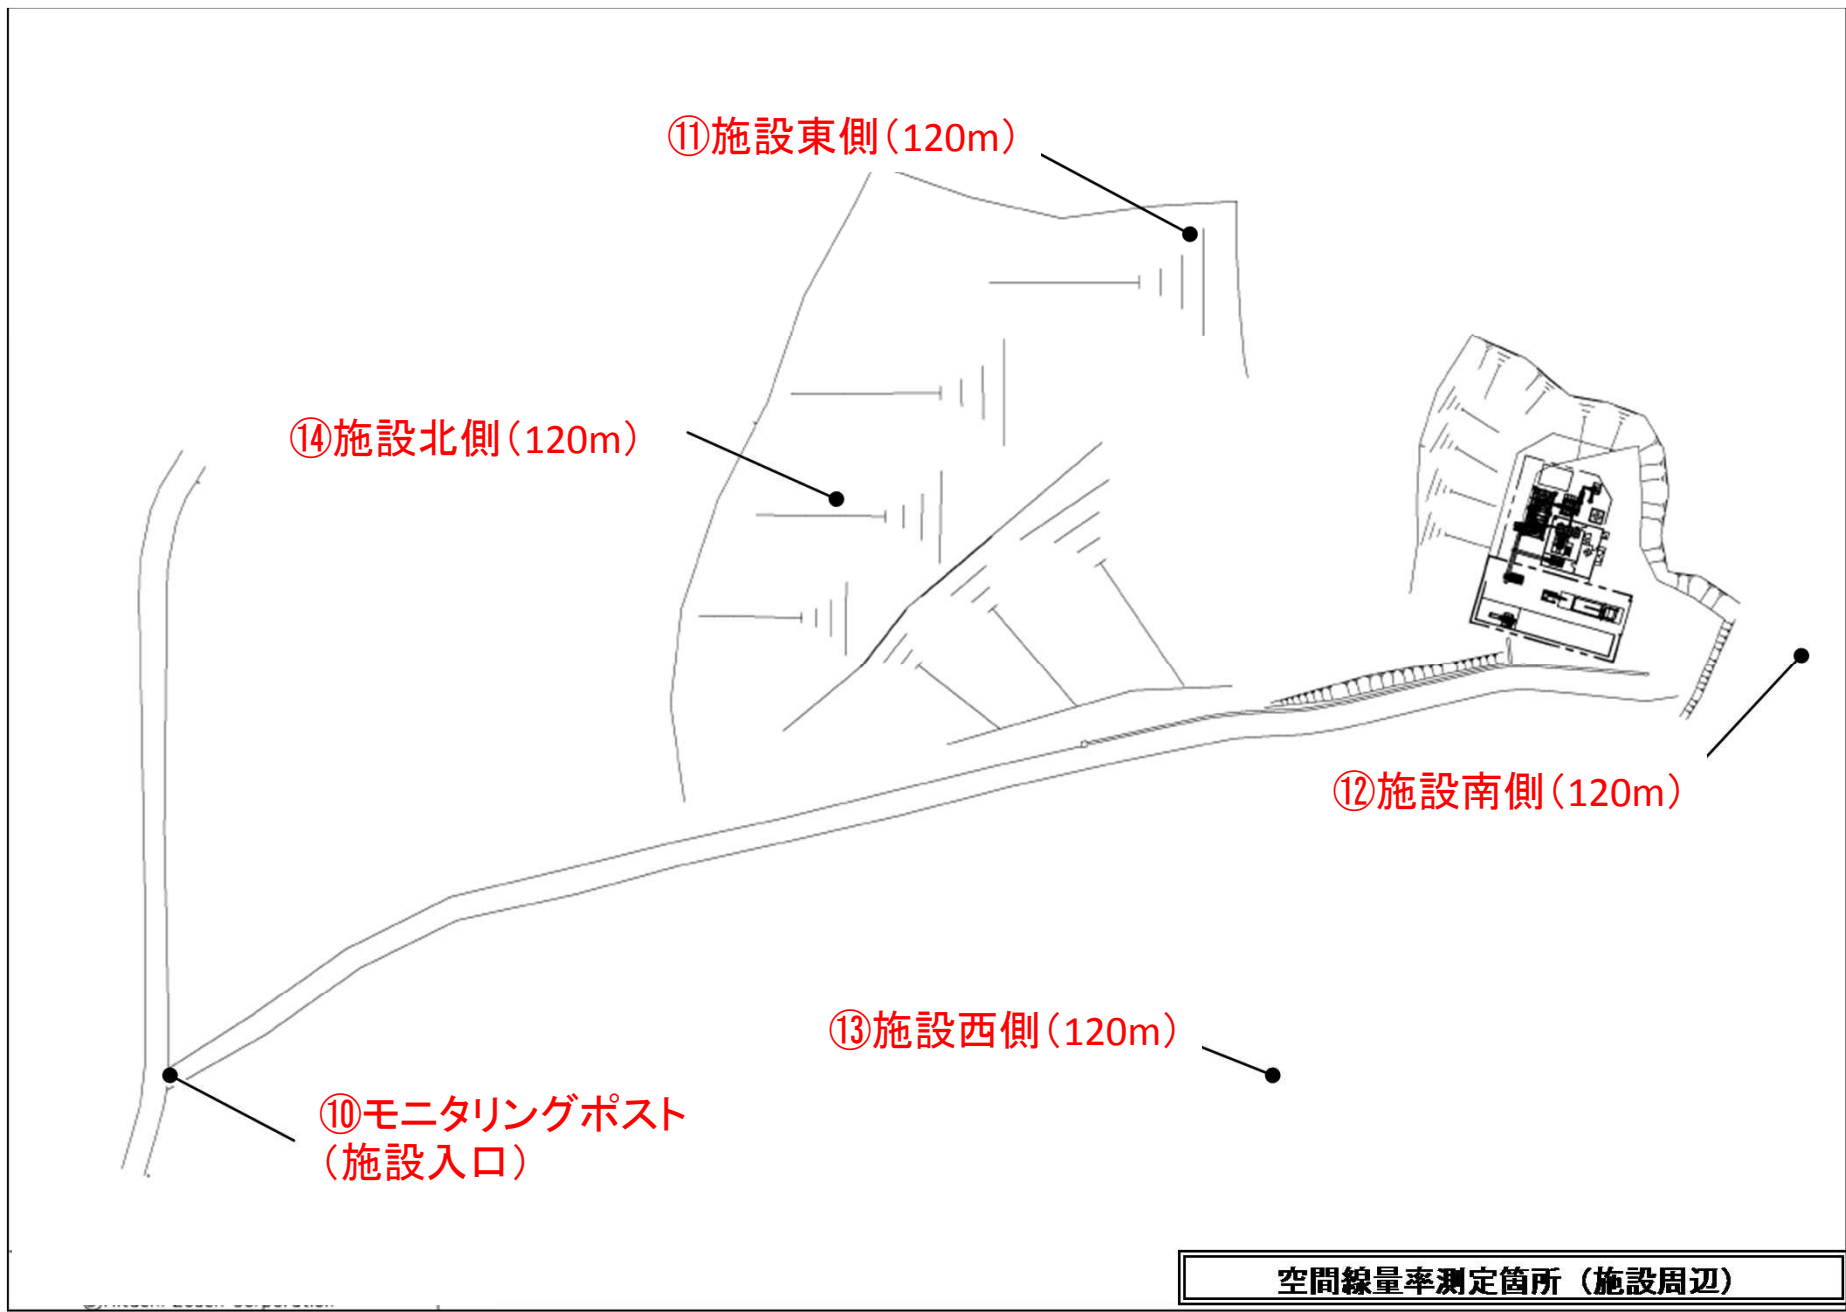 ⑪施設東側(120m)
⑭施設北側(120m)
⑫施設南側(120m)
⑬施設西側(120m)
⑩モニタリングポスト
(施設入口)
空間線量率測定箇所(施設周辺)